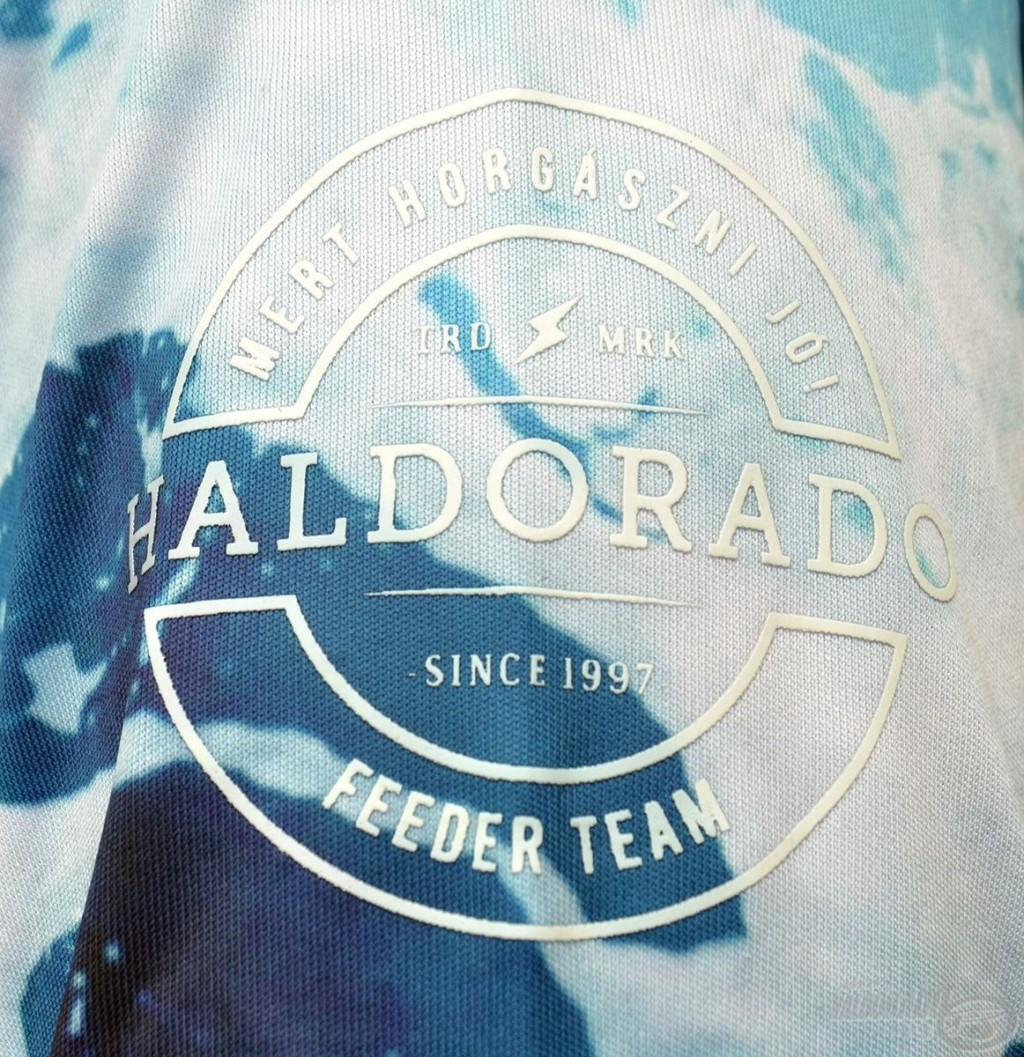 MERT HORGÁSZNI JÓ!
TRD MRK
HALDORADO
-SINCE 1997-
FEEDER TEAM